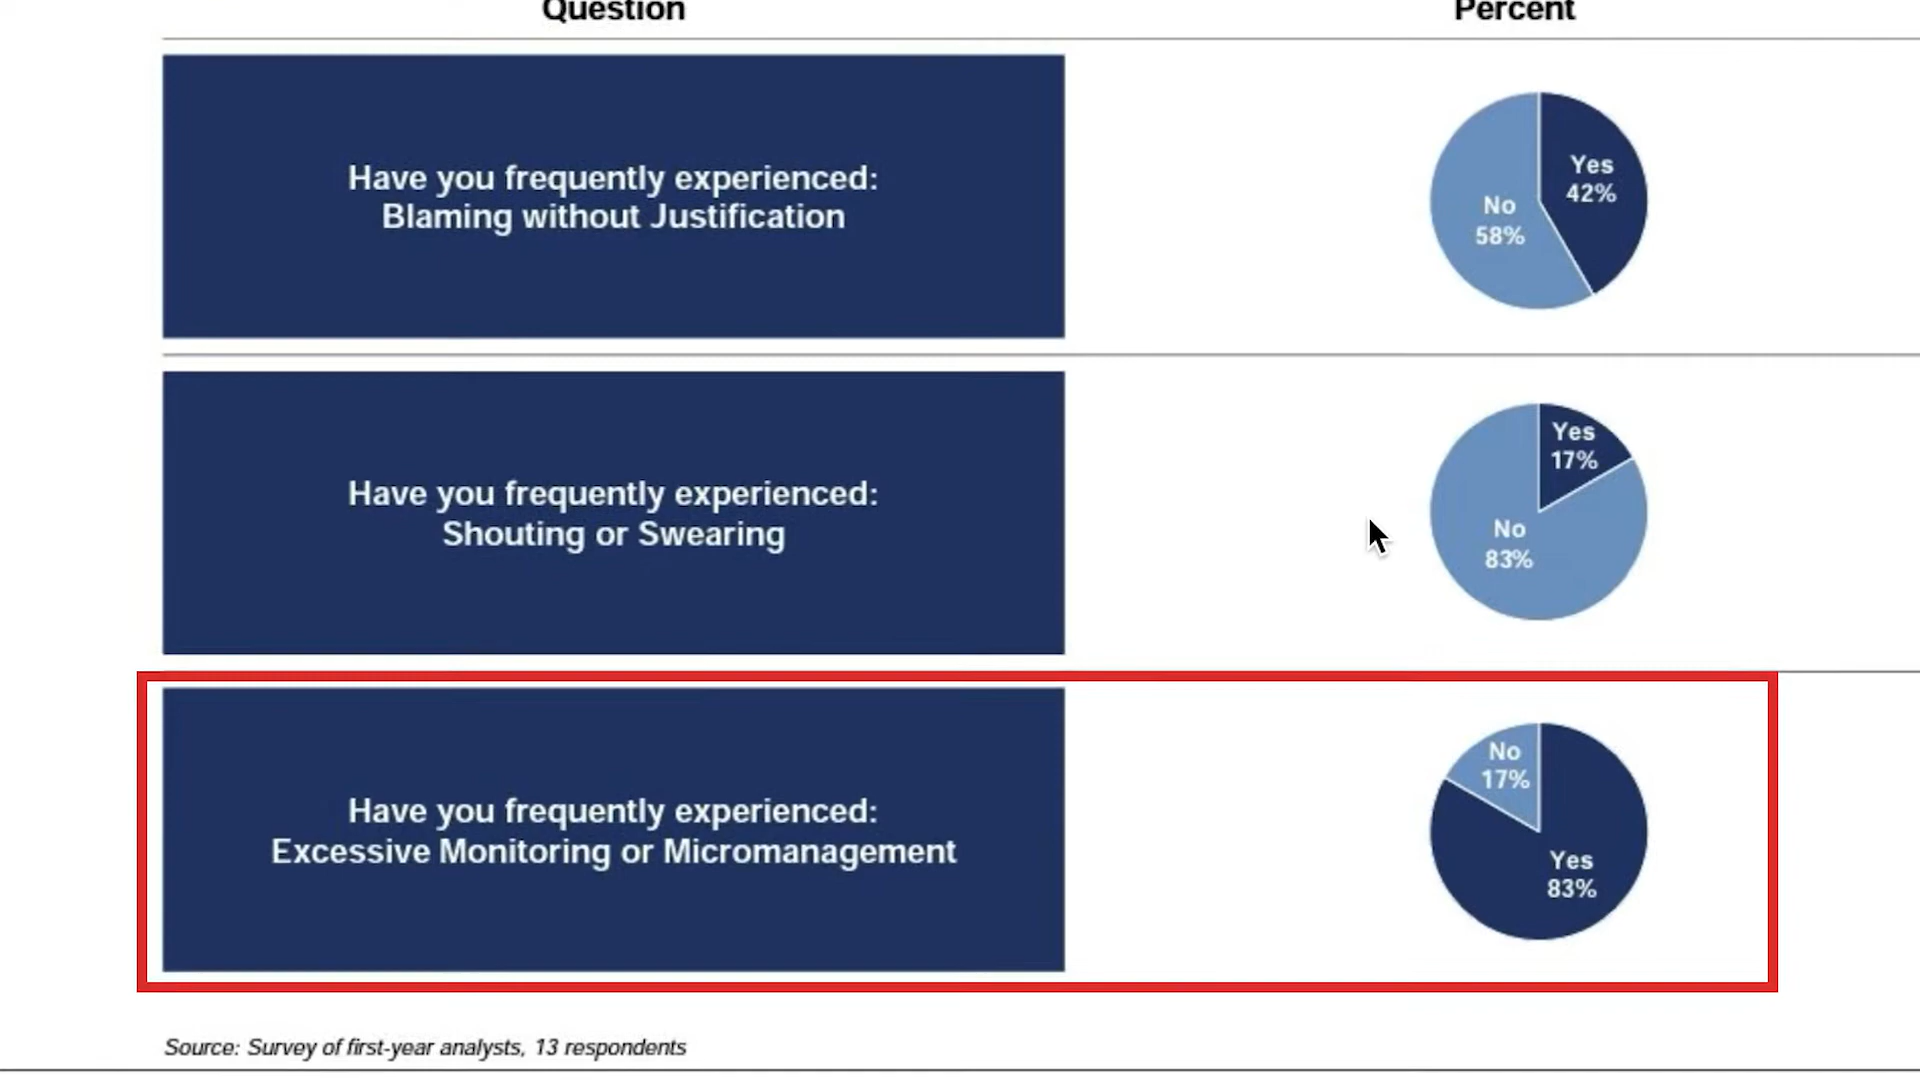 Question
Percent
Have you frequently experienced:
Blaming without Justification
Yes
42%
No
58%
Have you frequently experienced:
Shouting or Swearing
Yes
17%
No
83%
Have you frequently experienced:
Excessive Monitoring or Micromanagement
No
17%
Yes
83%
Source: Survey of first-year analysts, 13 respondents